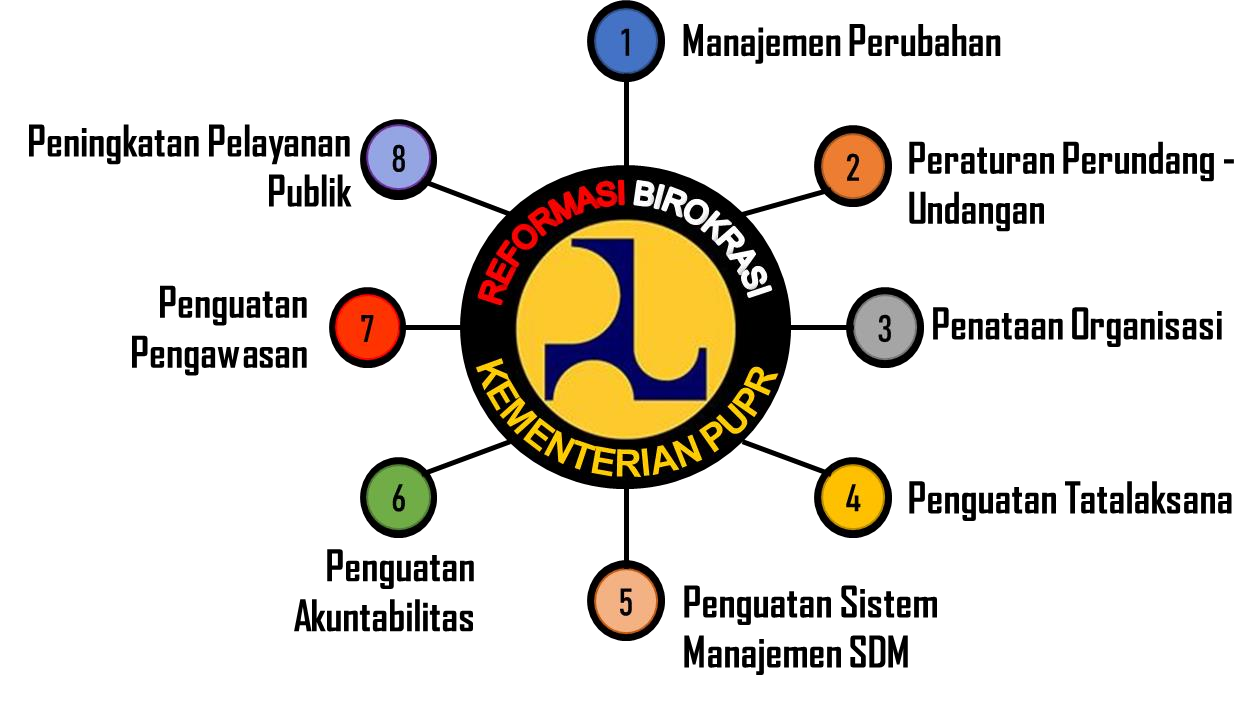 1
Manajemen Perubahan
2
Peraturan Perundang -
Undangan
3
Penataan Organisasi
4
Penguatan Tatalaksana
5
Penguatan Sistem
Manajemen SDM
6
Penguatan
Akuntabilitas
7
Penguatan
Pengawasan
8
Peningkatan Pelayanan
Publik
REFORMASI BIROKRASI
KEMENTERIAN PUPR